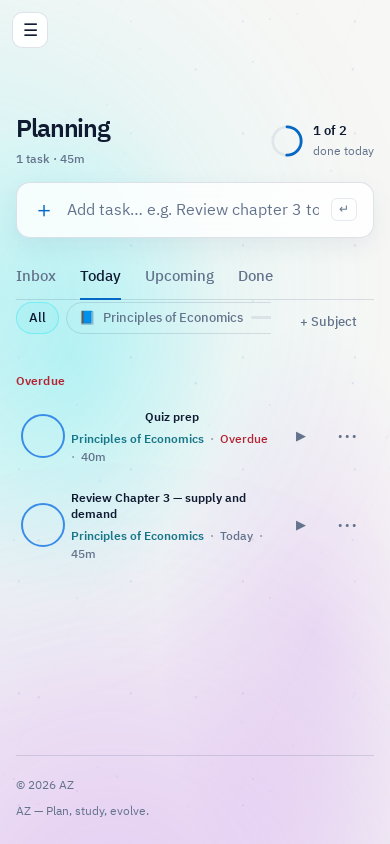 ☰
Planning
1 task · 45m
1 of 2
done today
+ Add task… e.g. Review chapter 3 to ↵
Inbox Today Upcoming Done
All 📘 Principles of Economics + Subject
Overdue
Quiz prep
Principles of Economics · Overdue
· 40m
▶ ···
Review Chapter 3 — supply and
demand
Principles of Economics · Today ·
45m
▶ ···
© 2026 AZ
AZ — Plan, study, evolve.